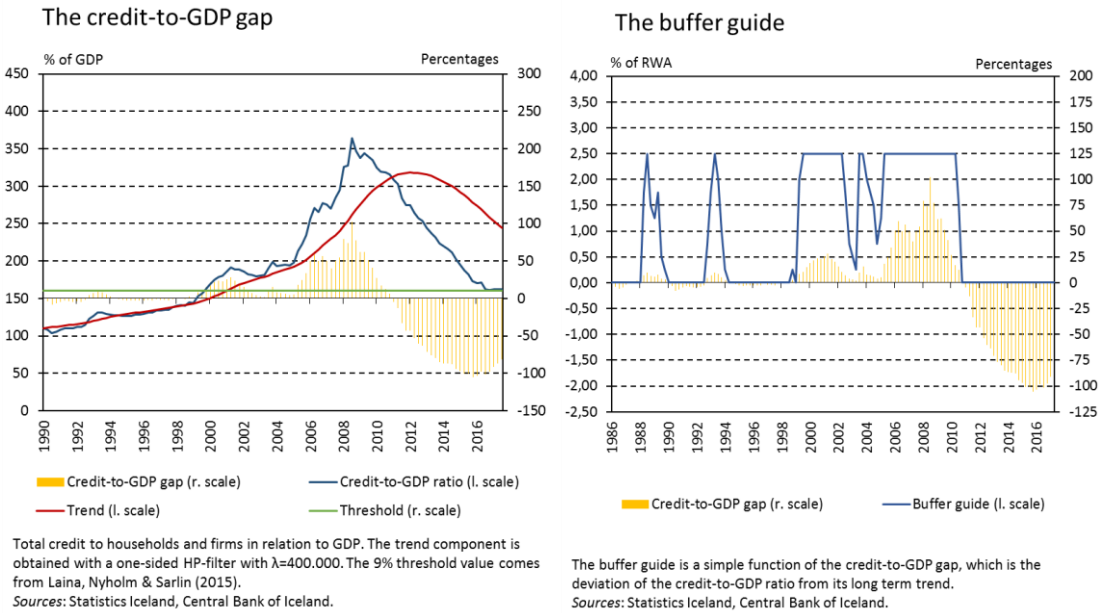 The credit-to-GDP gap
% of GDP Percentages
450 300
400 250
350 200
300 150
250 100
200 50
150 0
100 -50
50 -100
0 -150
1990 1992 1994 1996 1998 2000 2002 2004 2006 2008 2010 2012 2014 2016
Credit-to-GDP gap (r. scale) Credit-to-GDP ratio (l. scale)
Trend (l. scale) Threshold (r. scale)
Total credit to households and firms in relation to GDP. The trend component is
obtained with a one-sided HP-filter with λ=400.000. The 9% threshold value comes
from Laina, Nyholm & Sarlin (2015).
Sources: Statistics Iceland, Central Bank of Iceland.
The buffer guide
% of RWA Percentages
4,00 200
3,50 175
3,00 150
2,50 125
2,00 100
1,50 75
1,00 50
0,50 25
0,00 0
-0,50 -25
-1,00 -50
-1,50 -75
-2,00 -100
-2,50 -125
1986 1988 1990 1992 1994 1996 1998 2000 2002 2004 2006 2008 2010 2012 2014 2016
Credit-to-GDP gap (r. scale) Buffer guide (l. scale)
The buffer guide is a simple function of the credit-to-GDP gap, which is the
deviation of the credit-to-GDP ratio from its long term trend.
Sources: Statistics Iceland, Central Bank of Iceland.